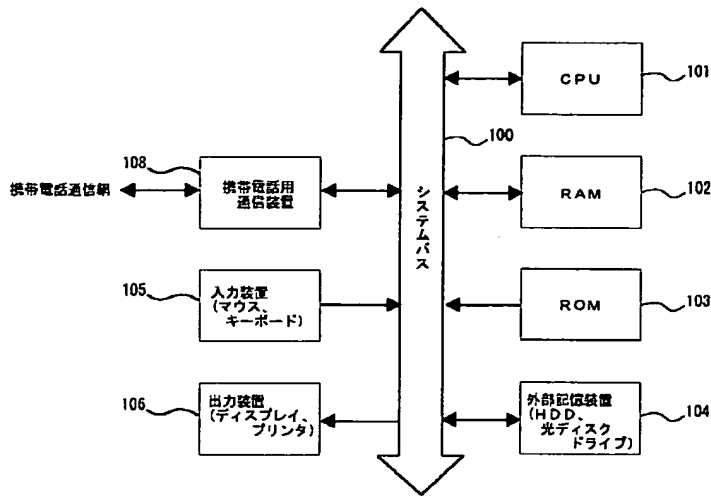 101
CPU
100
108
携帯電話通信網
携帯電話用
通信装置
システムバス
RAM
102
105
入力装置
(マウス、
キーボード)
ROM
103
106
出力装置
(ディスプレイ、
プリンタ)
外部記憶装置
(HDD、
光ディスク
ドライブ)
104